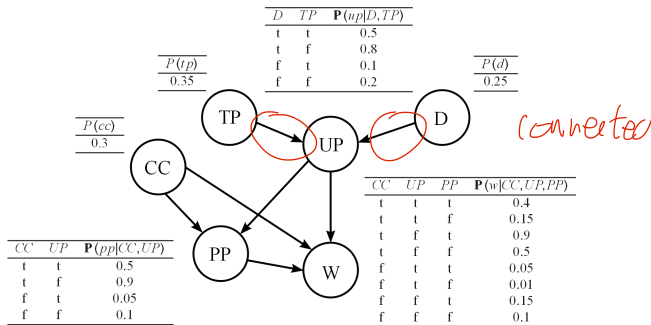 D TP P(up|D,TP)
t t 0.5
t f 0.8
f t 0.1
f f 0.2
P(tp)
0.35
P(d)
0.25
TP
D
UP
connected
P(cc)
0.3
CC
CC UP PP P(w|CC,UP,PP)
t t t 0.4
t t f 0.15
t f t 0.9
t f f 0.5
f t t 0.05
f t f 0.01
f f t 0.15
f f f 0.1
CC UP P(pp|CC,UP)
t t 0.5
t f 0.9
f t 0.05
f f 0.1
PP
W